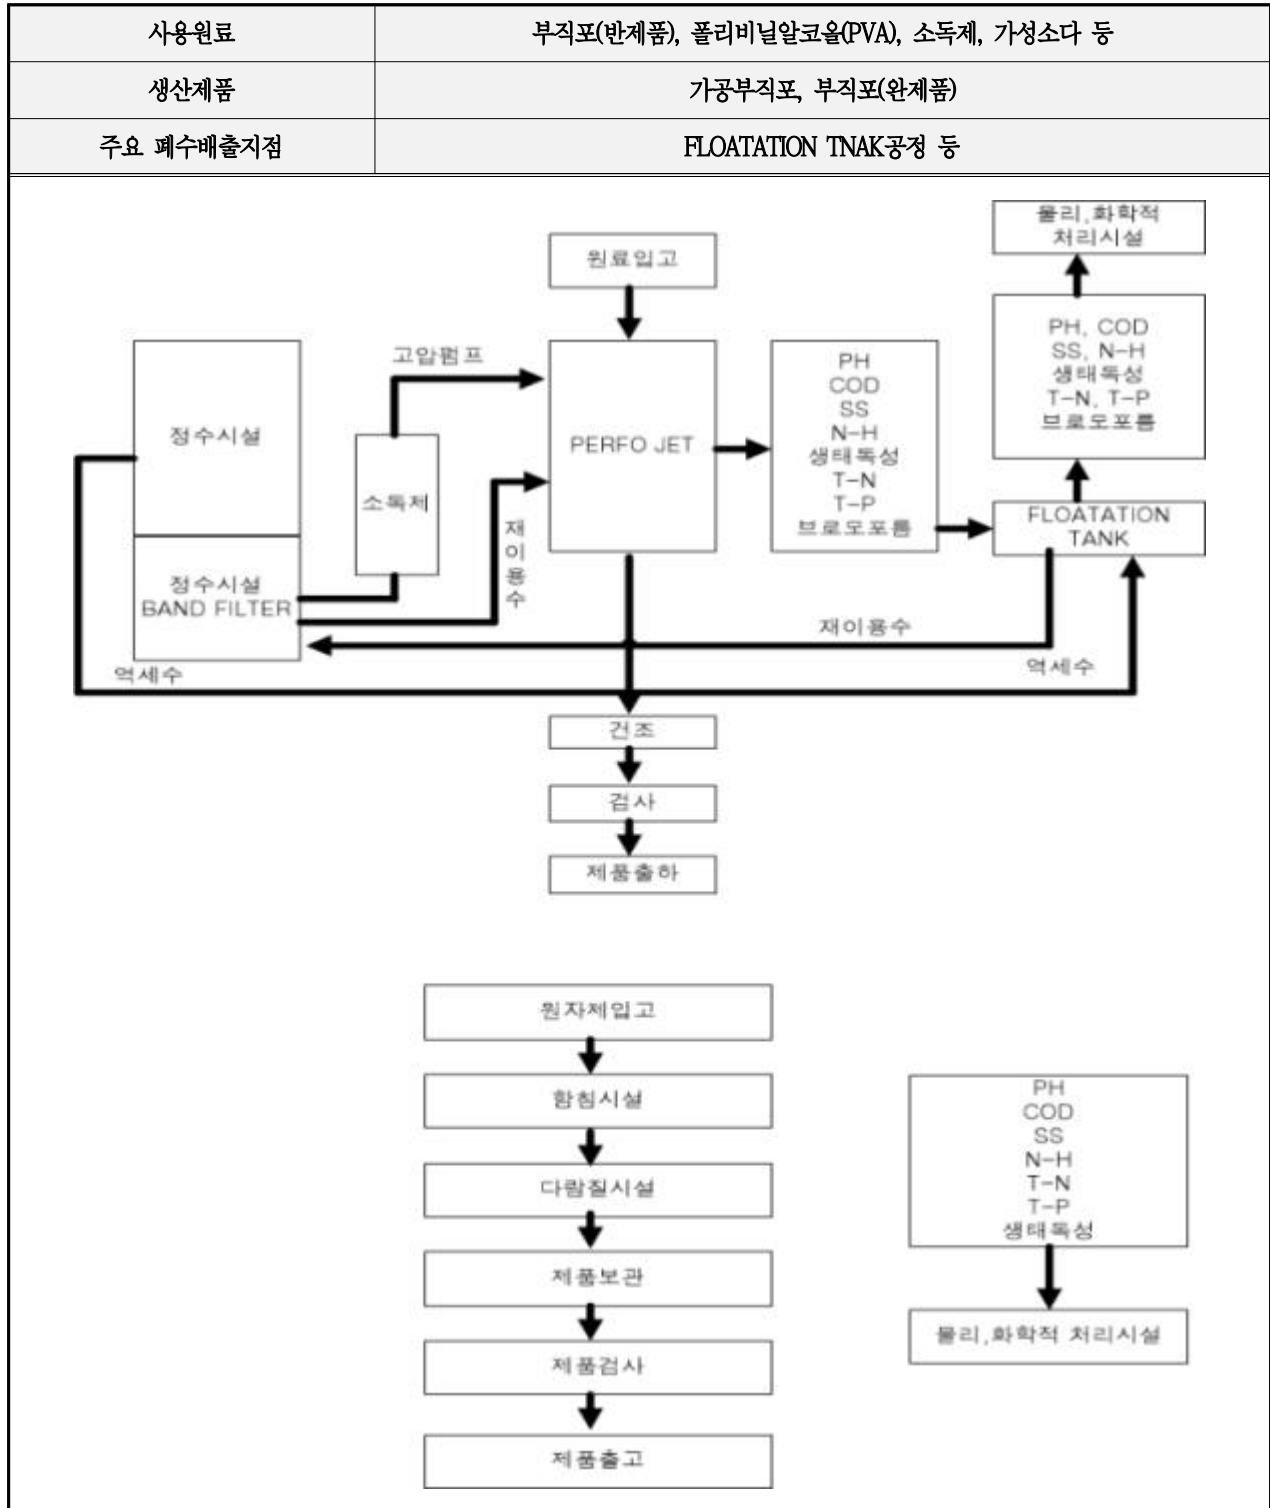 사용원료 부직포(반제품), 폴리비닐알코올(PVA), 소독제, 가성소다 등
생산제품 가공부직포, 부직포(완제품)
주요 폐수배출지점 FLOATATION TNAK공정 등
물리,화학적
처리시설
원료입고
PH, COD
SS, N-H
생태독성
T-N, T-P
브로모포름
고압펌프
PH
COD
SS
N-H
생태독성
T-N
T-P
브로모포름
정수시설
PERFO JET
소독제
재
이
용
수
FLOATATION
TANK
정수시설
BAND FILTER
재이용수
역세수
역세수
건조
검사
제품출하
원자제입고
함침시설
다람질시설
제품보관
제품검사
제품출고
PH
COD
SS
N-H
T-N
T-P
생태독성
물리,화학적 처리시설